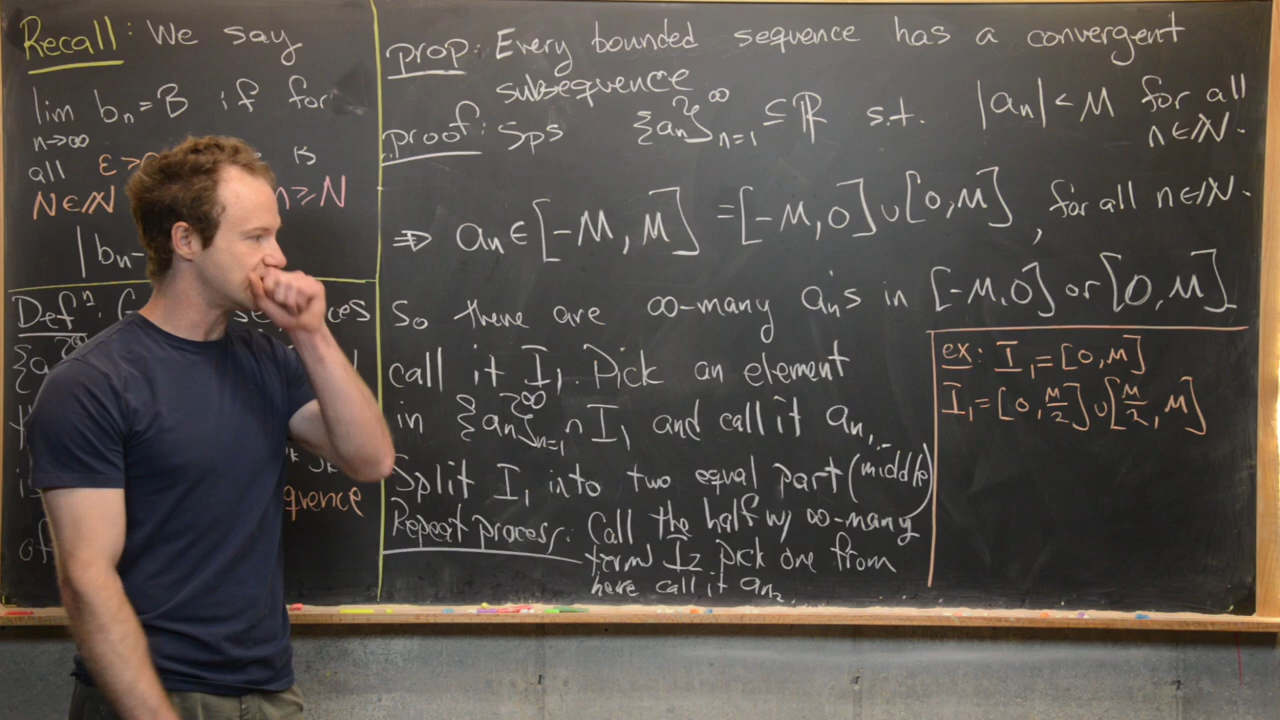 Recall: We say
lim bₙ = B if for
n→∞
all ε>
is
N∈ℕ n ≥ N
|bₙ-
Defⁿ:
{a
quence
prop: Every bounded sequence has a convergent
subsequence
proof: Sps {aₙ}ₙ₌₁^∞ ⊆ ℝ s.t. |aₙ| < M for all
n∈ℕ.
⇒ aₙ ∈ [-M, M] = [-M, 0] ∪ [0, M], for all n∈ℕ.
So there are ∞-many aₙ's in [-M, 0] or [0, M]
call it I₁. Pick an element
in {aₙ}ₙ₌₁^∞ ∩ I₁ and call it aₙ₁.
Split I₁ into two equal part (middle)
Repeat process: Call the half w/ ∞-many
term I₂ pick one from
here call it aₙ₂.
ex: I₁ = [0, M]
I₁ = [0, M/2] ∪ [M/2, M]